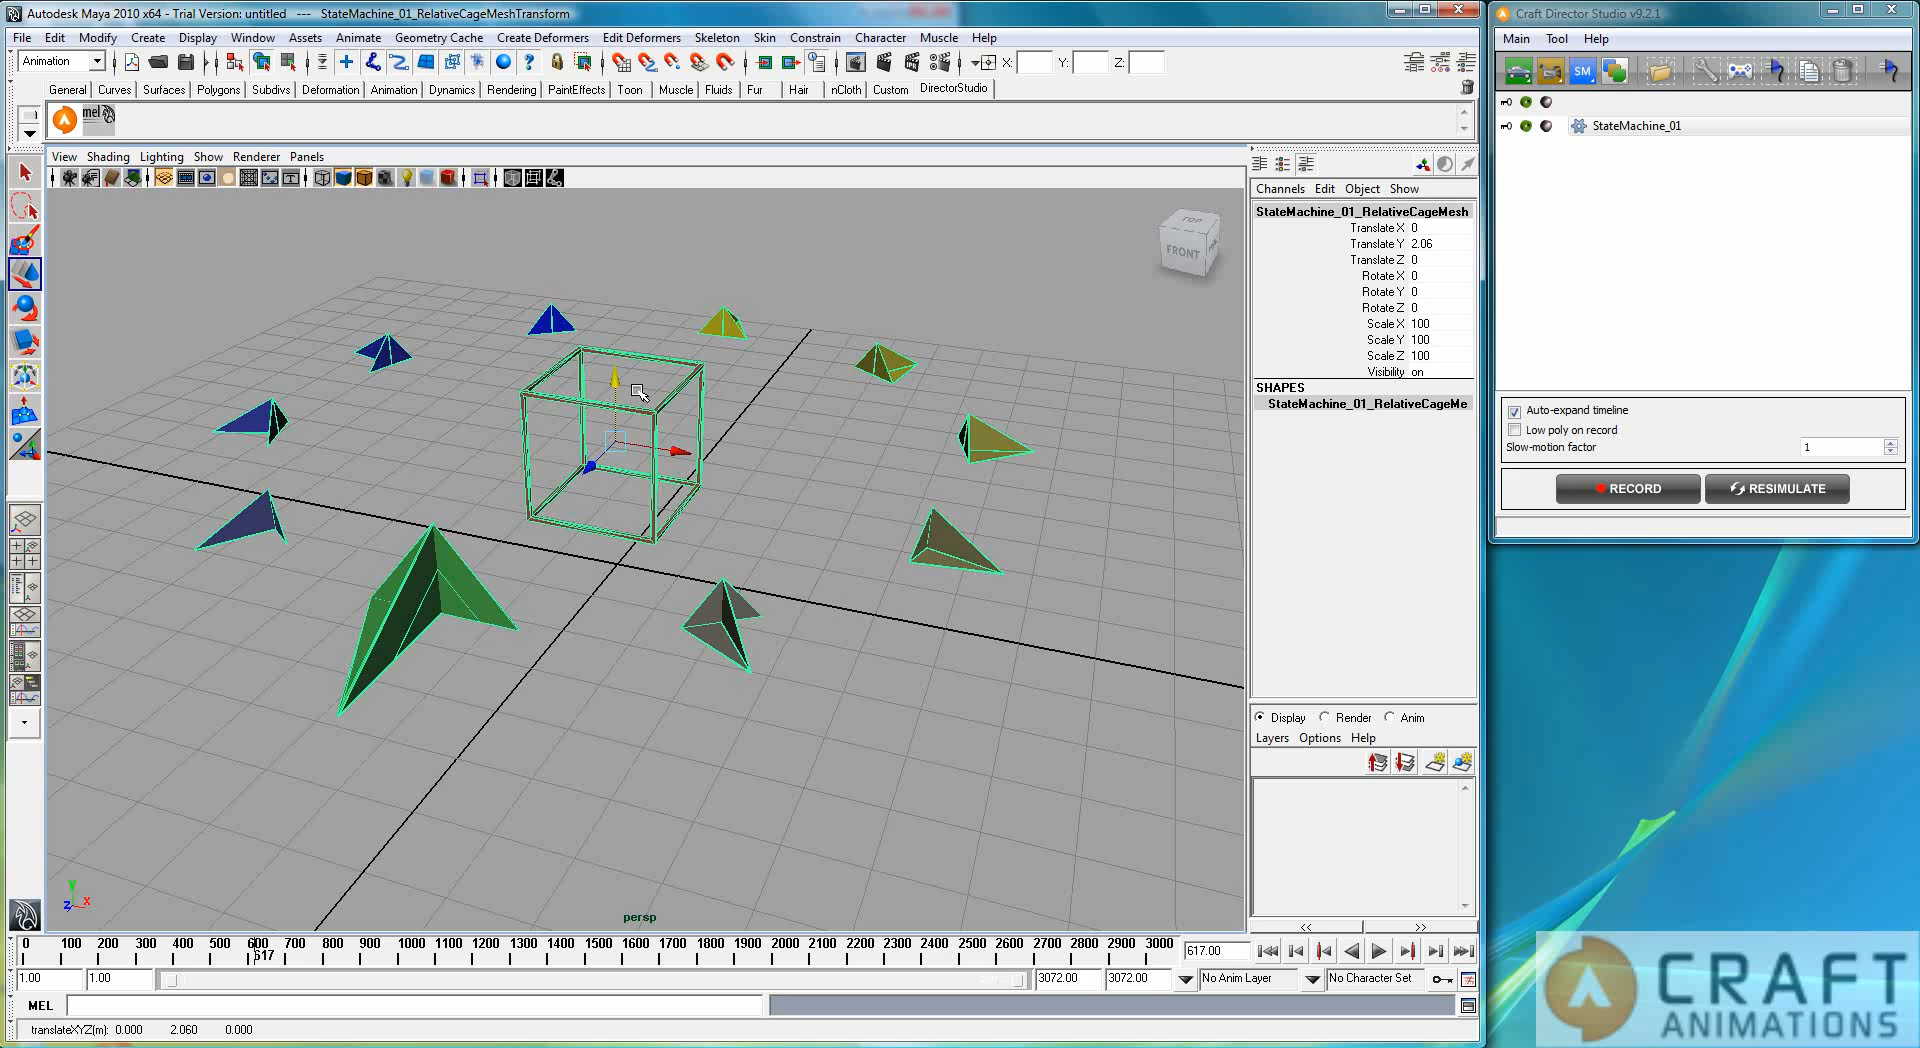 Autodesk Maya 2010 x64 - Trial Version: untitled --- StateMachine_01_RelativeCageMeshTransform
File Edit Modify Create Display Window Assets Animate Geometry Cache Create Deformers Edit Deformers Skeleton Skin Constrain Character Muscle Help
Animation X: Y: Z:
General Curves Surfaces Polygons Subdivs Deformation Animation Dynamics Rendering PaintEffects Toon Muscle Fluids Fur Hair nCloth Custom DirectorStudio
mel
View Shading Lighting Show Renderer Panels
TOP
FRONT
persp
y
z x
Channels Edit Object Show
StateMachine_01_RelativeCageMesh
Translate X 0
Translate Y 2.06
Translate Z 0
Rotate X 0
Rotate Y 0
Rotate Z 0
Scale X 100
Scale Y 100
Scale Z 100
Visibility on
SHAPES
StateMachine_01_RelativeCageMe
Display Render Anim
Layers Options Help
<< >>
0 100 200 300 400 500 600 700 800 900 1000 1100 1200 1300 1400 1500 1600 1700 1800 1900 2000 2100 2200 2300 2400 2500 2600 2700 2800 2900 3000
617
617.00
1.00 1.00 3072.00 3072.00 No Anim Layer No Character Set
MEL
translateXYZ(m): 0.000 2.060 0.000
Craft Director Studio v9.2.1
Main Tool Help
SM
StateMachine_01
Auto-expand timeline
Low poly on record
Slow-motion factor 1
RECORD RESIMULATE
CRAFT
ANIMATIONS